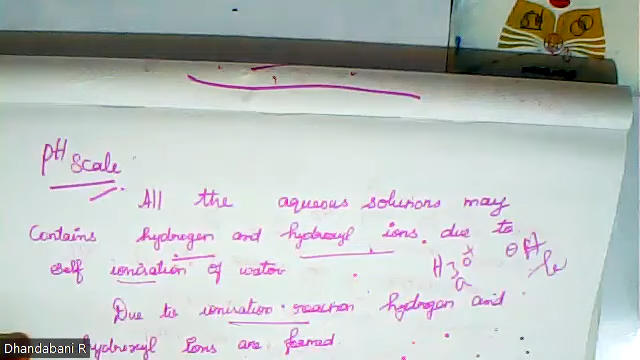 pH Scale
All the aqueous solutions may
Contains hydrogen and hydroxyl ions due to
self ionisation of water
Due to ionisation reaction hydrogen and
hydroxyl Ions are formed
Dhandabani R